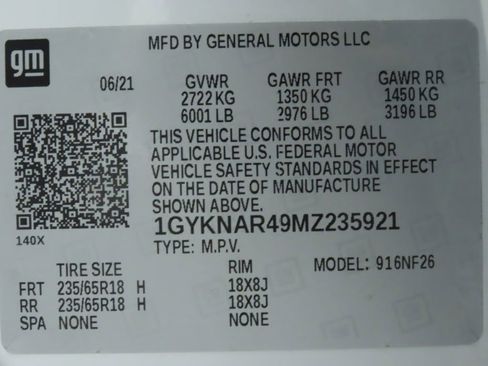 gm
MFD BY GENERAL MOTORS LLC
06/21 GVWR GAWR FRT GAWR RR
2722 KG 1350 KG 1450 KG
6001 LB 2976 LB 3196 LB
THIS VEHICLE CONFORMS TO ALL
APPLICABLE U.S. FEDERAL MOTOR
VEHICLE SAFETY STANDARDS IN EFFECT
ON THE DATE OF MANUFACTURE
SHOWN ABOVE.
140X
1GYKNAR49MZ235921
TYPE: M.P.V.
TIRE SIZE RIM MODEL: 916NF26
FRT 235/65R18 H 18X8J
RR 235/65R18 H 18X8J
SPA NONE NONE